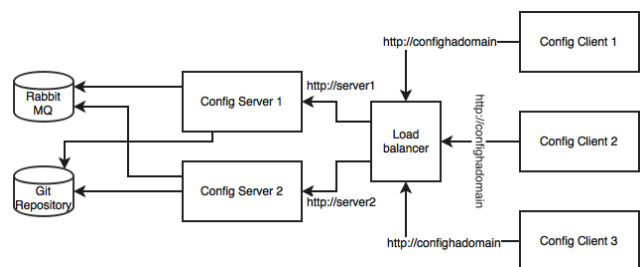 http://confighadomain
Config Client 1
Rabbit
MQ
Config Server 1
http://server1
http://confighadomain
Load
balancer
Config Client 2
Git
Repository
Config Server 2
http://server2
http://confighadomain
Config Client 3